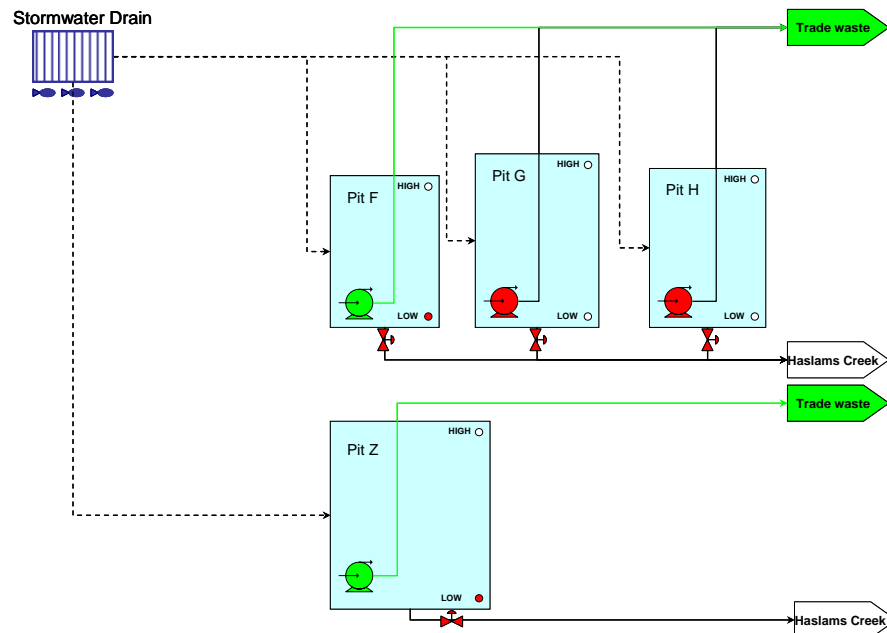 Stormwater Drain
Trade waste
Pit F
HIGH
LOW
Pit G
HIGH
LOW
Pit H
HIGH
LOW
Haslams Creek
Trade waste
Pit Z
HIGH
LOW
Haslams Creek